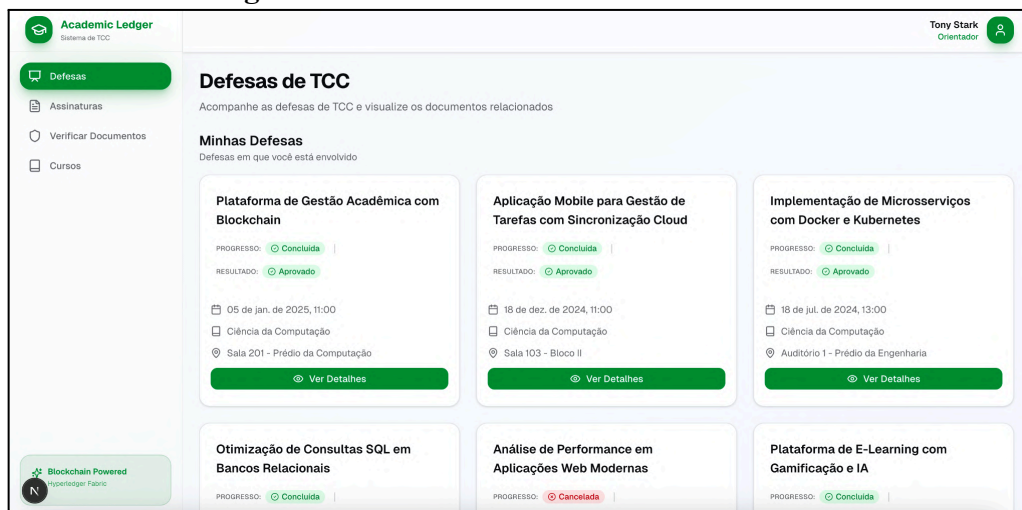 Academic Ledger
Sistema de TCC
Tony Stark
Orientador
Defesas
Assinaturas
Verificar Documentos
Cursos
Defesas de TCC
Acompanhe as defesas de TCC e visualize os documentos relacionados
Minhas Defesas
Defesas em que você está envolvido
Plataforma de Gestão Acadêmica com
Blockchain
PROGRESSO: Concluída
RESULTADO: Aprovado
05 de jan. de 2025, 11:00
Ciência da Computação
Sala 201 - Prédio da Computação
Ver Detalhes
Aplicação Mobile para Gestão de
Tarefas com Sincronização Cloud
PROGRESSO: Concluída
RESULTADO: Aprovado
18 de dez. de 2024, 11:00
Ciência da Computação
Sala 103 - Bloco II
Ver Detalhes
Implementação de Microsserviços
com Docker e Kubernetes
PROGRESSO: Concluída
RESULTADO: Aprovado
18 de jul. de 2024, 13:00
Ciência da Computação
Auditório 1 - Prédio da Engenharia
Ver Detalhes
Otimização de Consultas SQL em
Bancos Relacionais
PROGRESSO: Concluída
Análise de Performance em
Aplicações Web Modernas
PROGRESSO: Cancelada
Plataforma de E-Learning com
Gamificação e IA
PROGRESSO: Concluída
Blockchain Powered
Hyperledger Fabric
N